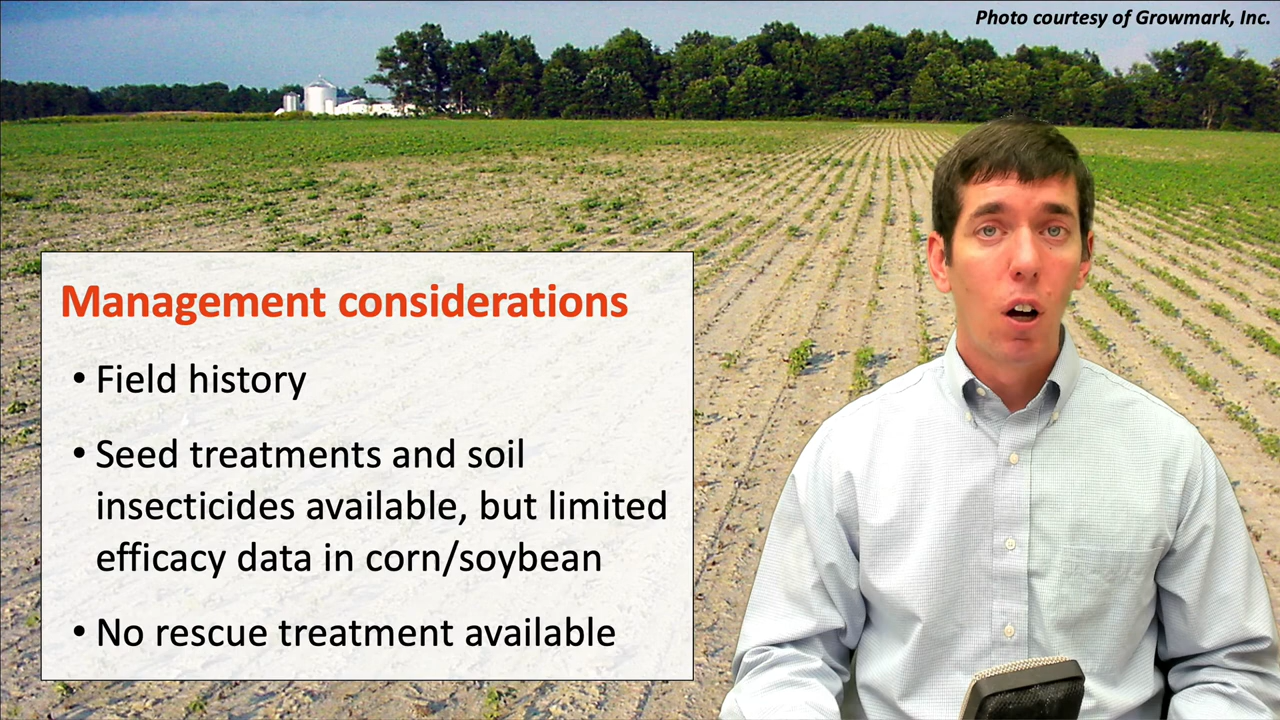 Photo courtesy of Growmark, Inc.
Management considerations
• Field history
• Seed treatments and soil
insecticides available, but limited
efficacy data in corn/soybean
• No rescue treatment available